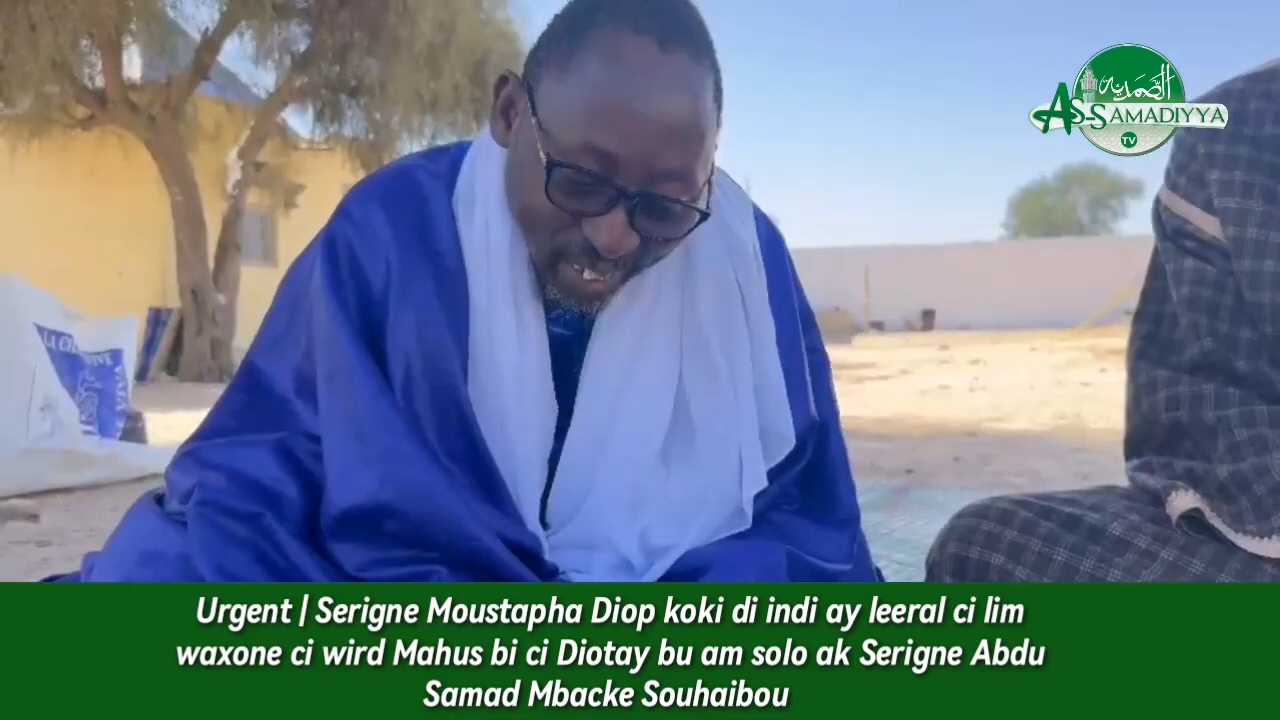 الصَّمَدِيَّة
AS-SAMADIYYA
TV
Urgent | Serigne Moustapha Diop koki di indi ay leeral ci lim
waxone ci wird Mahus bi ci Diotay bu am solo ak Serigne Abdu
Samad Mbacke Souhaibou